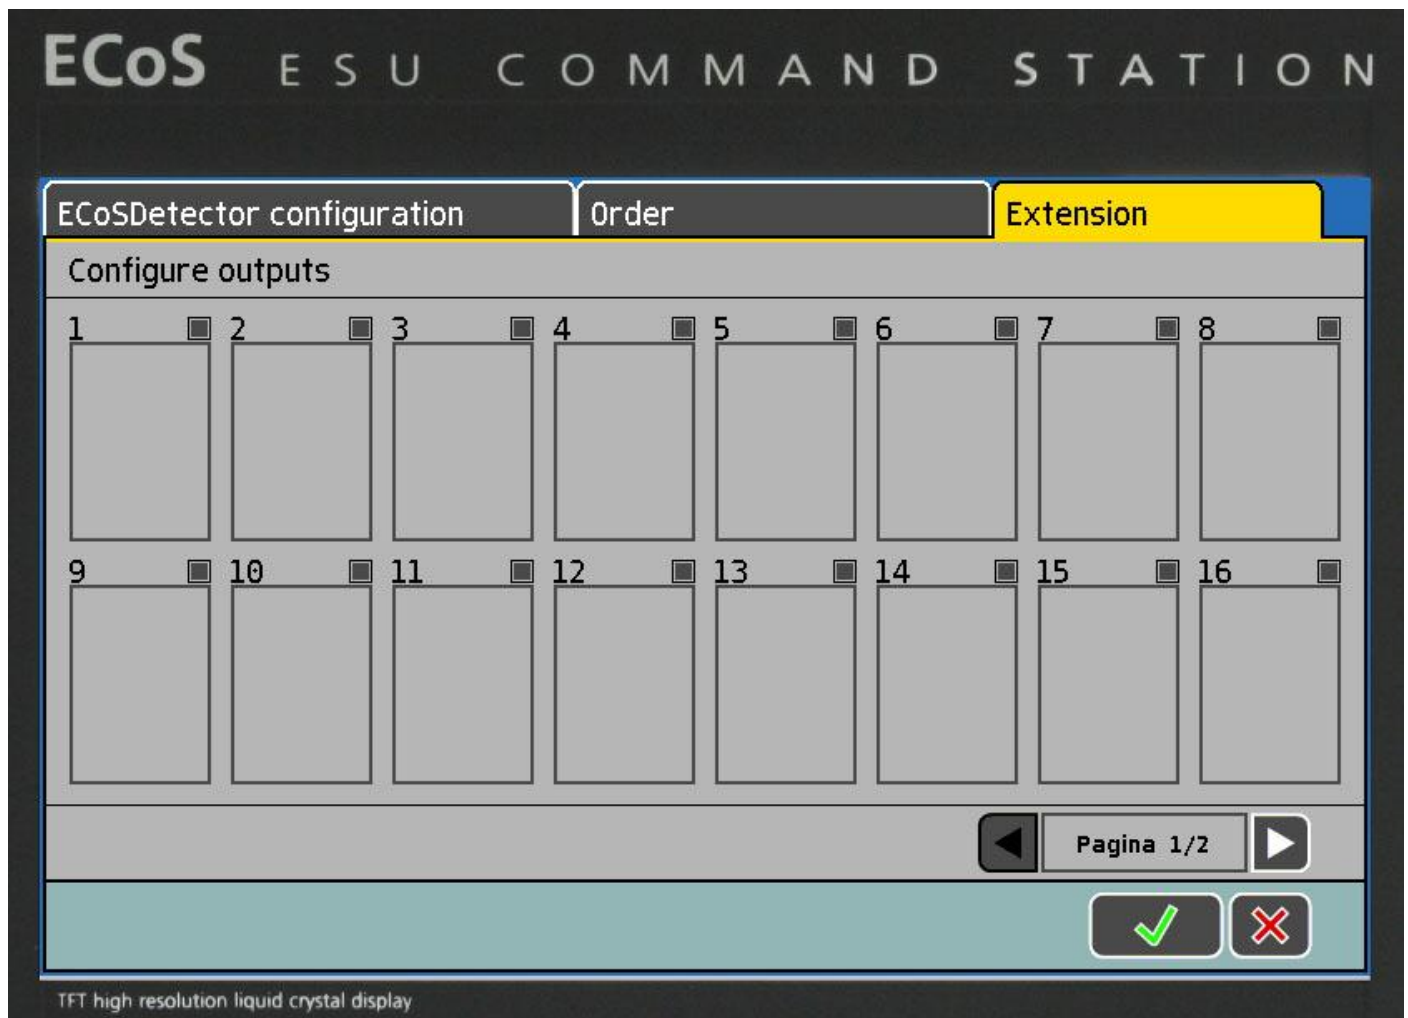 ECoS ESU COMMAND STATION
ECoSDetector configuration Order Extension
Configure outputs
1 2 3 4 5 6 7 8
9 10 11 12 13 14 15 16
Pagina 1/2
TFT high resolution liquid crystal display